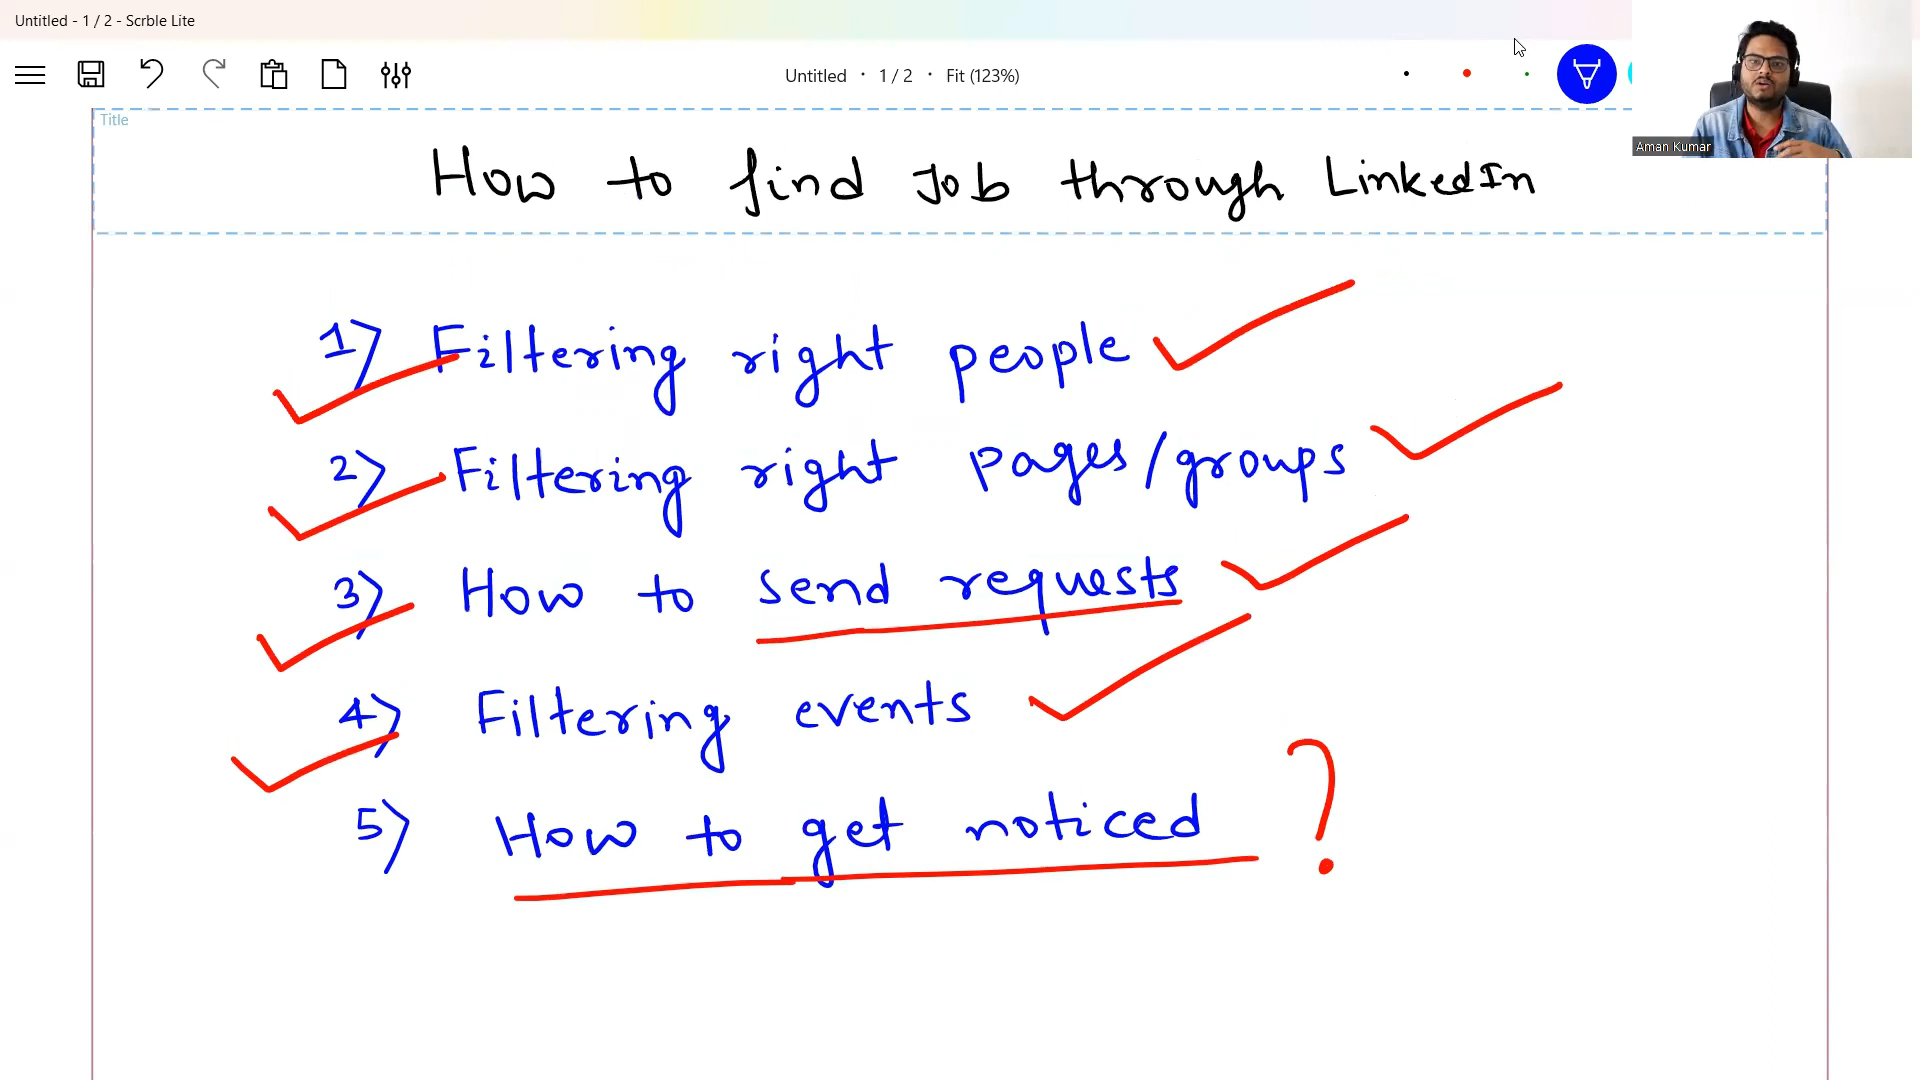 Untitled - 1 / 2 - Scrble Lite
Untitled • 1 / 2 • Fit (123%)
Aman Kumar
Title
How to find Job through LinkedIn
1) Filtering right people
2) Filtering right pages/groups
3) How to send requests
4) Filtering events
5) How to get noticed ?